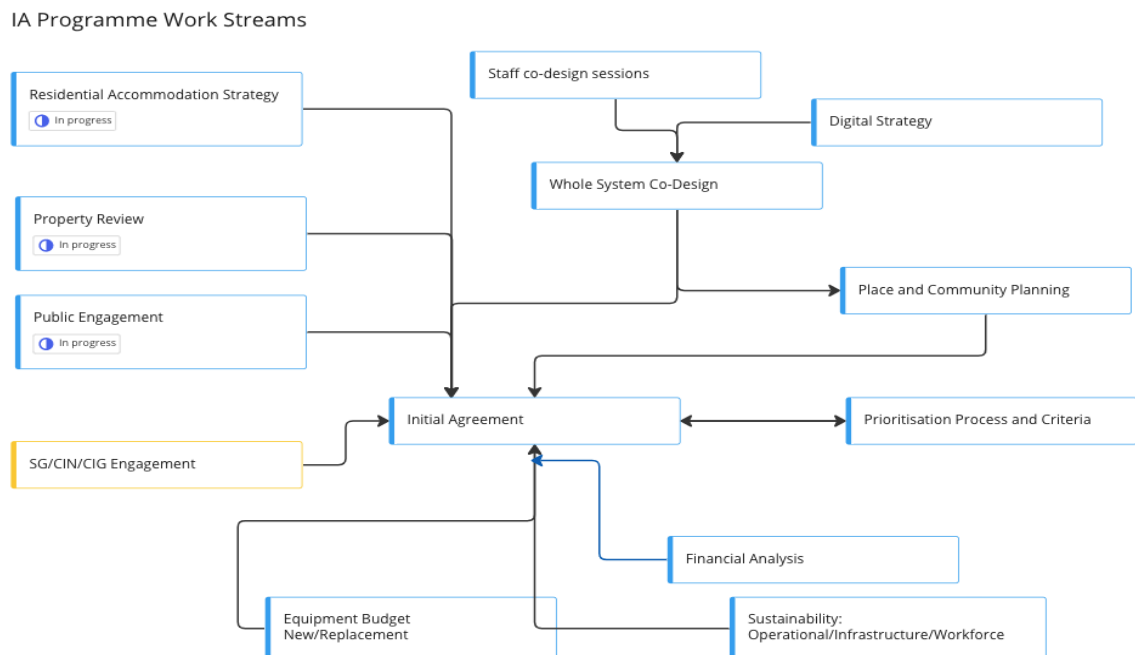 IA Programme Work Streams
Staff co-design sessions
Residential Accommodation Strategy
In progress
Digital Strategy
Whole System Co-Design
Property Review
In progress
Place and Community Planning
Public Engagement
In progress
Initial Agreement
Prioritisation Process and Criteria
SG/CIN/CIG Engagement
Financial Analysis
Equipment Budget
New/Replacement
Sustainability:
Operational/Infrastructure/Workforce